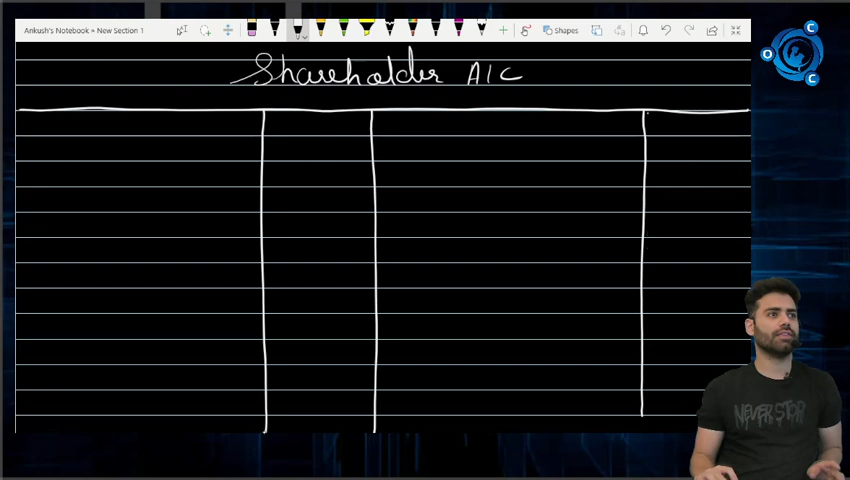 Ankush's Notebook > New Section 1
Shapes
Shareholder A/C
O C C
NEVER STOP